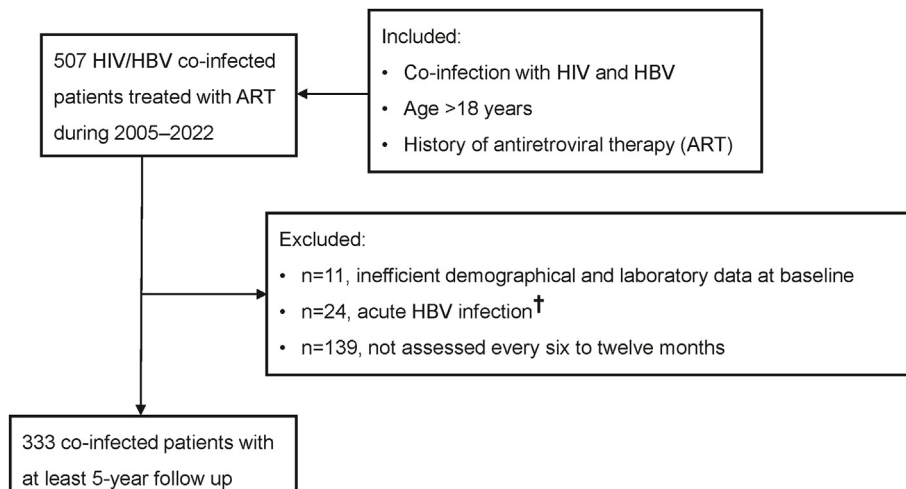 507 HIV/HBV co-infected
patients treated with ART
during 2005–2022
Included:
• Co-infection with HIV and HBV
• Age >18 years
• History of antiretroviral therapy (ART)
Excluded:
• n=11, inefficient demographical and laboratory data at baseline
• n=24, acute HBV infection†
• n=139, not assessed every six to twelve months
333 co-infected patients with
at least 5-year follow up